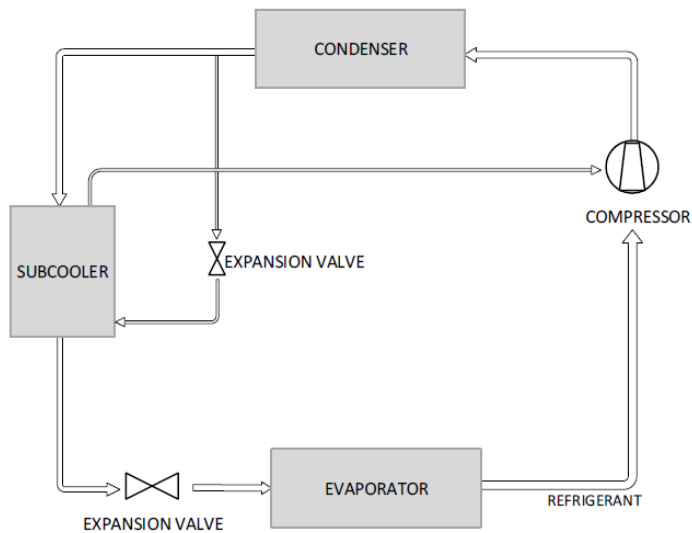 CONDENSER
COMPRESSOR
SUBCOOLER
EXPANSION VALVE
EVAPORATOR
REFRIGERANT
EXPANSION VALVE